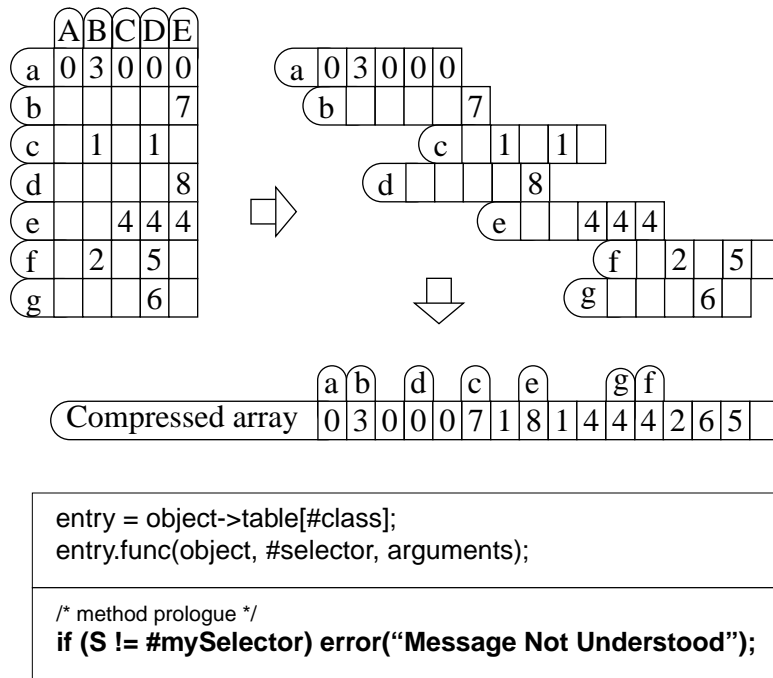 A B C D E
a 0 3 0 0 0
b 7
c 1 1
d 8
e 4 4 4
f 2 5
g 6
a 0 3 0 0 0
b 7
c 1 1
d 8
e 4 4 4
f 2 5
g 6
a b d c e g f
Compressed array 0 3 0 0 0 7 1 8 1 4 4 4 2 6 5
entry = object->table[#class];
entry.func(object, #selector, arguments);
/* method prologue */
if (S != #mySelector) error(“Message Not Understood”);